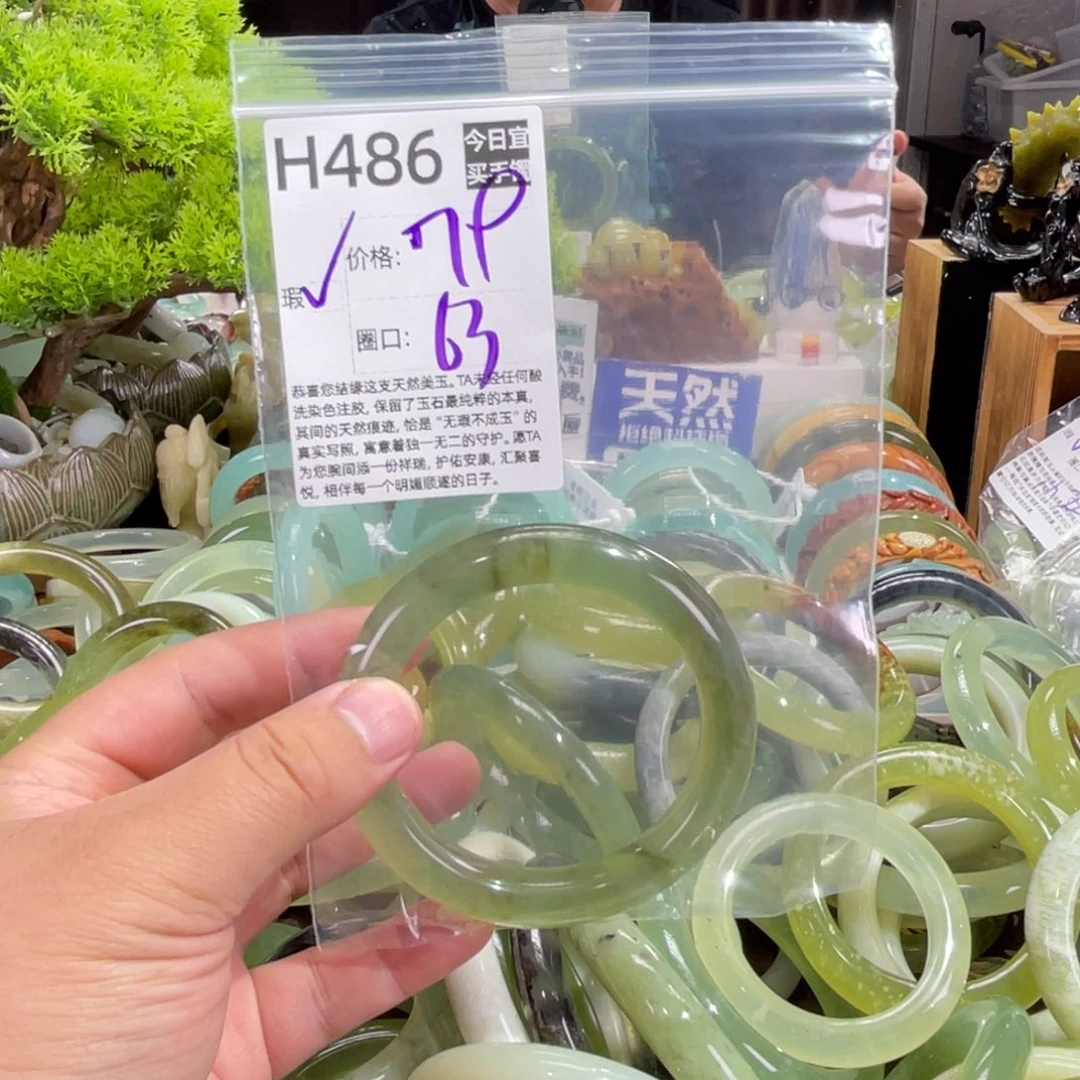 H486
今日宜
买手镯
价格: 7P
瑕✓
圈口: 63
恭喜您结缘这支天然美玉。TA未经任何酸
洗染色注胶, 保留了玉石最纯粹的本真,
其间的天然痕迹, 恰是“无瑕不成玉”的
真实写照, 寓意着独一无二的守护。愿TA
为您腕间添一份祥瑞, 护佑安康, 汇聚喜
悦, 相伴每一个明媚顺遂的日子。
天然